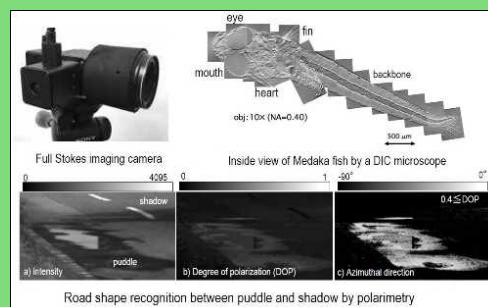 eye
fin
mouth
backbone
heart
obj: 10× (NA=0.40)
500 μm
SONY
Full Stokes imaging camera
Inside view of Medaka fish by a DIC microscope
0 4095
0 1
-90° 0°
shadow
0.4≦DOP
puddle
a) Intensity
b) Degree of polarization (DOP)
c) Azimuthal direction
Road shape recognition between puddle and shadow by polarimetry